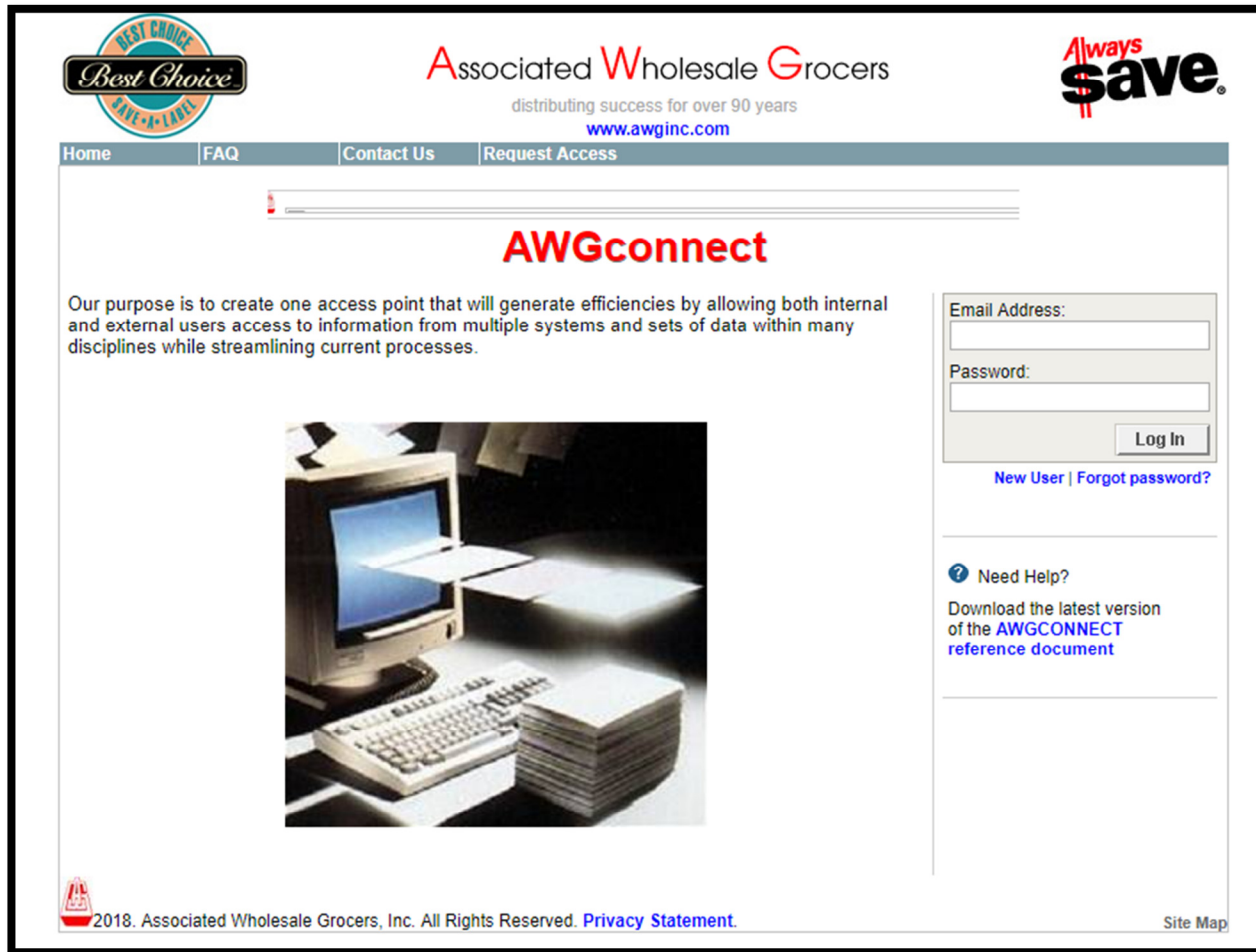 BEST CHOICE
Best Choice
SAVE•A•LABEL
Associated Wholesale Grocers
distributing success for over 90 years
www.awginc.com
Always
save®
Home FAQ Contact Us Request Access
AWGconnect
Our purpose is to create one access point that will generate efficiencies by allowing both internal
and external users access to information from multiple systems and sets of data within many
disciplines while streamlining current processes.
Email Address:
Password:
Log In
New User | Forgot password?
Need Help?
Download the latest version
of the AWGCONNECT
reference document
2018. Associated Wholesale Grocers, Inc. All Rights Reserved. Privacy Statement.
Site Map